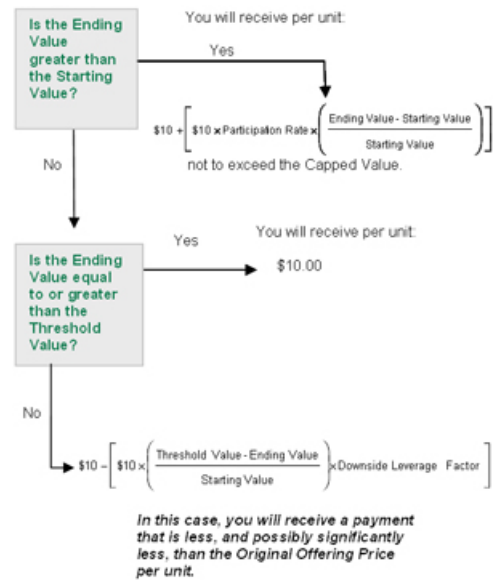 Is the Ending
Value
greater than
the Starting
Value?
You will receive per unit:
Yes
$10 + [ $10 x Participation Rate x ( Ending Value - Starting Value / Starting Value ) ]
not to exceed the Capped Value.
No
Is the Ending
Value equal
to or greater
than the
Threshold
Value?
Yes
You will receive per unit:
$10.00
No
$10 - [ $10 x ( Threshold Value - Ending Value / Starting Value ) x Downside Leverage Factor ]
In this case, you will receive a payment
that is less, and possibly significantly
less, than the Original Offering Price
per unit.